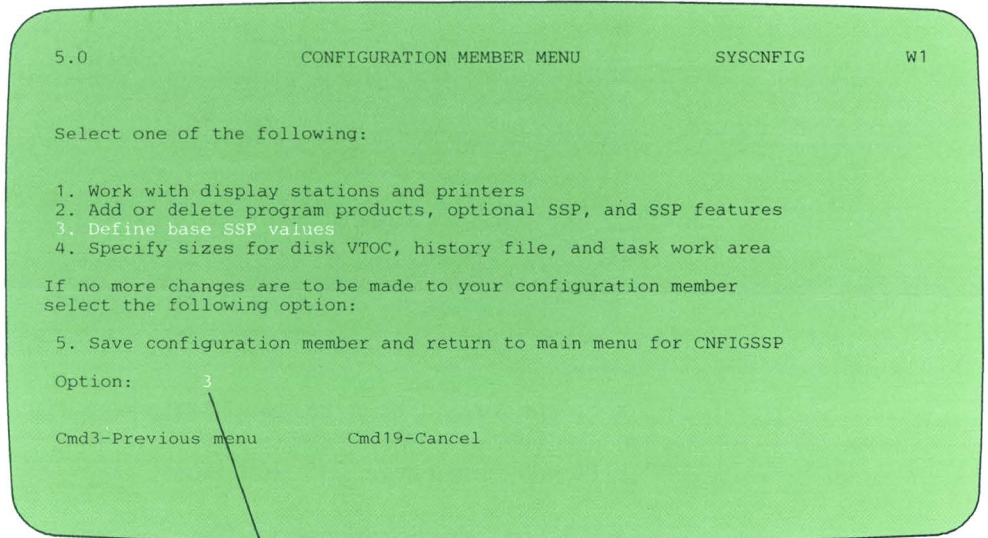 5.0 CONFIGURATION MEMBER MENU SYSCNFIG W1
Select one of the following:
1. Work with display stations and printers
2. Add or delete program products, optional SSP, and SSP features
3. Define base SSP values
4. Specify sizes for disk VTOC, history file, and task work area
If no more changes are to be made to your configuration member
select the following option:
5. Save configuration member and return to main menu for CNFIGSSP
Option: 3
Cmd3-Previous menu Cmd19-Cancel